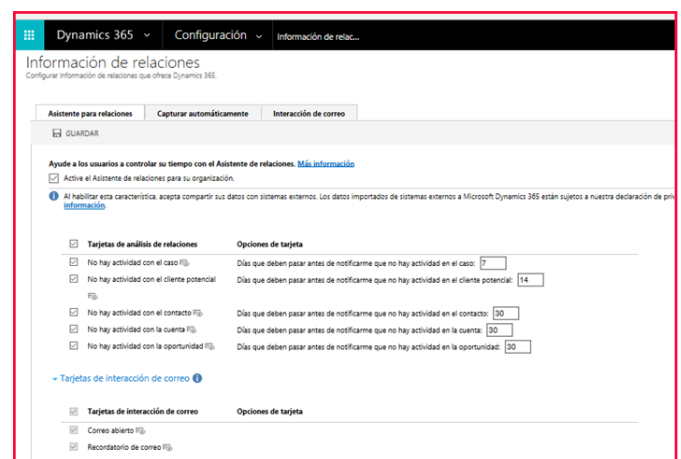 Dynamics 365 Configuración Información de relac...
Información de relaciones
Configurar Información de relaciones que ofrece Dynamics 365.
Asistente para relaciones Capturar automáticamente Interacción de correo
GUARDAR
Ayude a los usuarios a controlar su tiempo con el Asistente de relaciones. Más información
Active el Asistente de relaciones para su organización.
Al habilitar esta característica, acepta compartir sus datos con sistemas externos. Los datos importados de sistemas externos a Microsoft Dynamics 365 están sujetos a nuestra declaración de
información.
Tarjetas de análisis de relaciones Opciones de tarjeta
No hay actividad con el caso Días que deben pasar antes de notificarme que no hay actividad en el caso: 7
No hay actividad con el cliente potencial Días que deben pasar antes de notificarme que no hay actividad en el cliente potencial: 14
No hay actividad con el contacto Días que deben pasar antes de notificarme que no hay actividad en el contacto: 30
No hay actividad con la cuenta Días que deben pasar antes de notificarme que no hay actividad en la cuenta: 30
No hay actividad con la oportunidad Días que deben pasar antes de notificarme que no hay actividad en la oportunidad: 30
Tarjetas de interacción de correo
Tarjetas de interacción de correo Opciones de tarjeta
Correo abierto
Recordatorio de correo